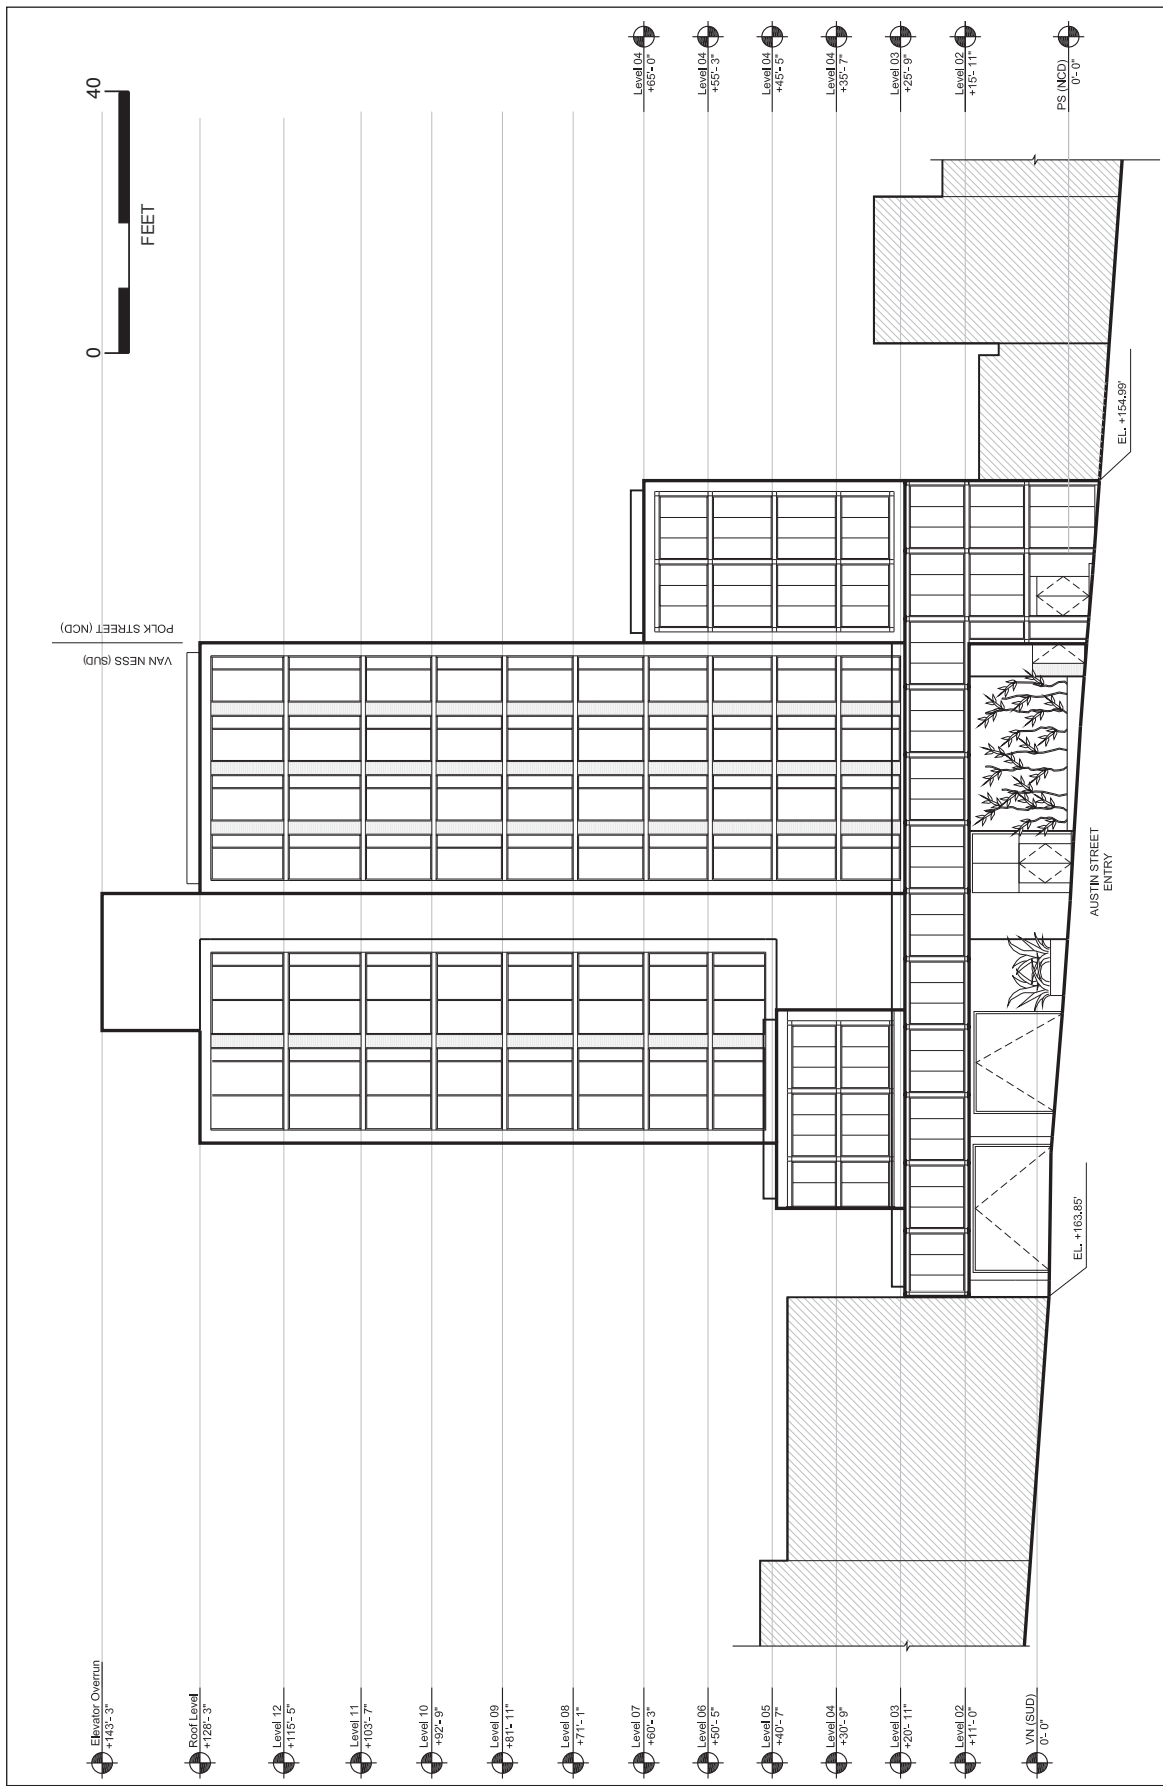 Elevator Overrun
+143'- 3"
Roof Level
+128'- 3"
Level 12
+115'- 5"
Level 11
+103'- 7"
Level 10
+92'- 9"
Level 09
+81'- 11"
Level 08
+71'- 1"
Level 07
+60'- 3"
Level 06
+50'- 5"
Level 05
+40'- 7"
Level 04
+30'- 9"
Level 03
+20'- 11"
Level 02
+11'- 0"
VN (SUD)
0'- 0"
VAN NESS (SUD)
POLK STREET (NCD)
0
40
FEET
Level 04
+65'- 0"
Level 04
+55'- 3"
Level 04
+45'- 5"
Level 04
+35'- 7"
Level 03
+25'- 9"
Level 02
+15'- 11"
PS (NCD)
0'- 0"
EL. +163.85'
AUSTIN STREET
ENTRY
EL. +154.99'